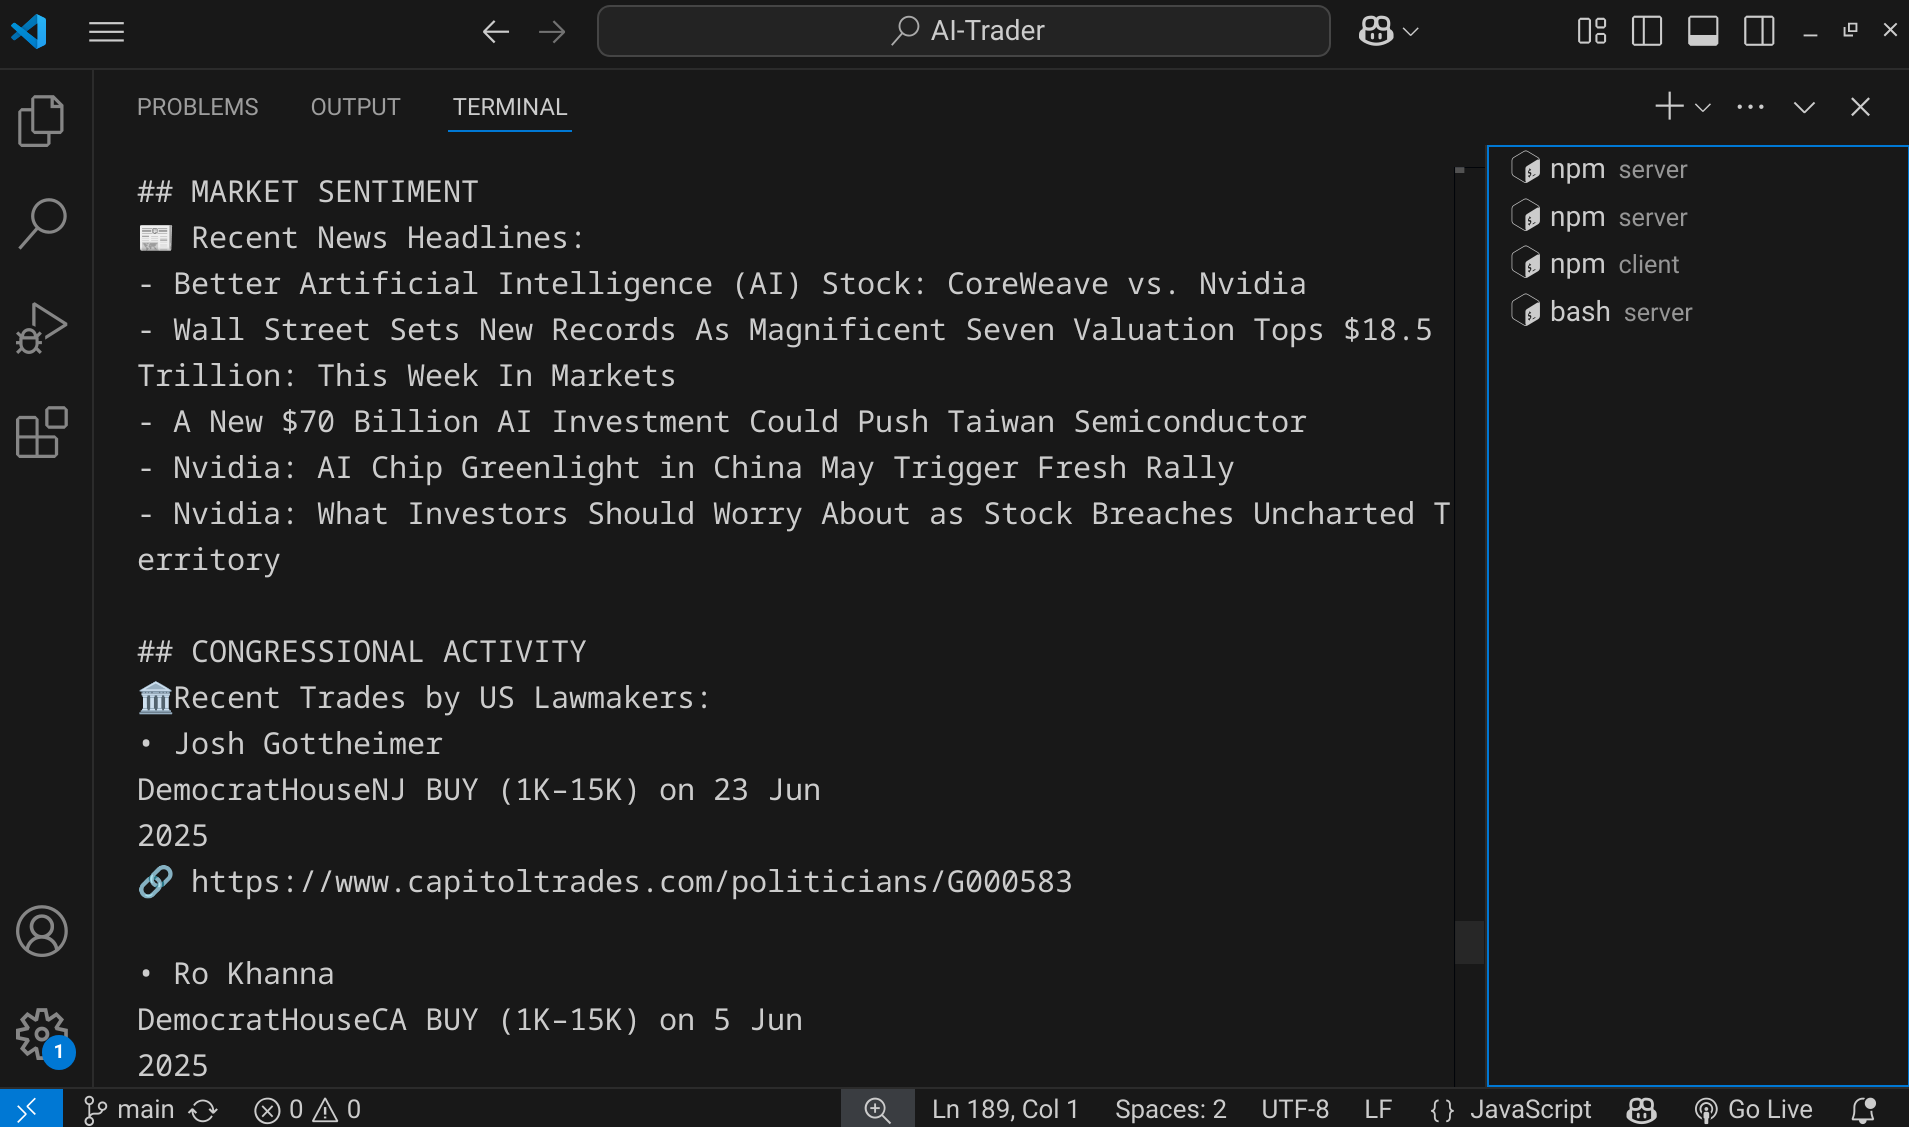 AI-Trader
PROBLEMS OUTPUT TERMINAL
## MARKET SENTIMENT
📰 Recent News Headlines:
- Better Artificial Intelligence (AI) Stock: CoreWeave vs. Nvidia
- Wall Street Sets New Records As Magnificent Seven Valuation Tops $18.5
Trillion: This Week In Markets
- A New $70 Billion AI Investment Could Push Taiwan Semiconductor
- Nvidia: AI Chip Greenlight in China May Trigger Fresh Rally
- Nvidia: What Investors Should Worry About as Stock Breaches Uncharted T
erritory
## CONGRESSIONAL ACTIVITY
🏛️Recent Trades by US Lawmakers:
• Josh Gottheimer
DemocratHouseNJ BUY (1K–15K) on 23 Jun
2025
🔗 https://www.capitoltrades.com/politicians/G000583
• Ro Khanna
DemocratHouseCA BUY (1K–15K) on 5 Jun
2025
npm server
npm server
npm client
bash server
1
main 0 0 Ln 189, Col 1 Spaces: 2 UTF-8 LF {} JavaScript Go Live